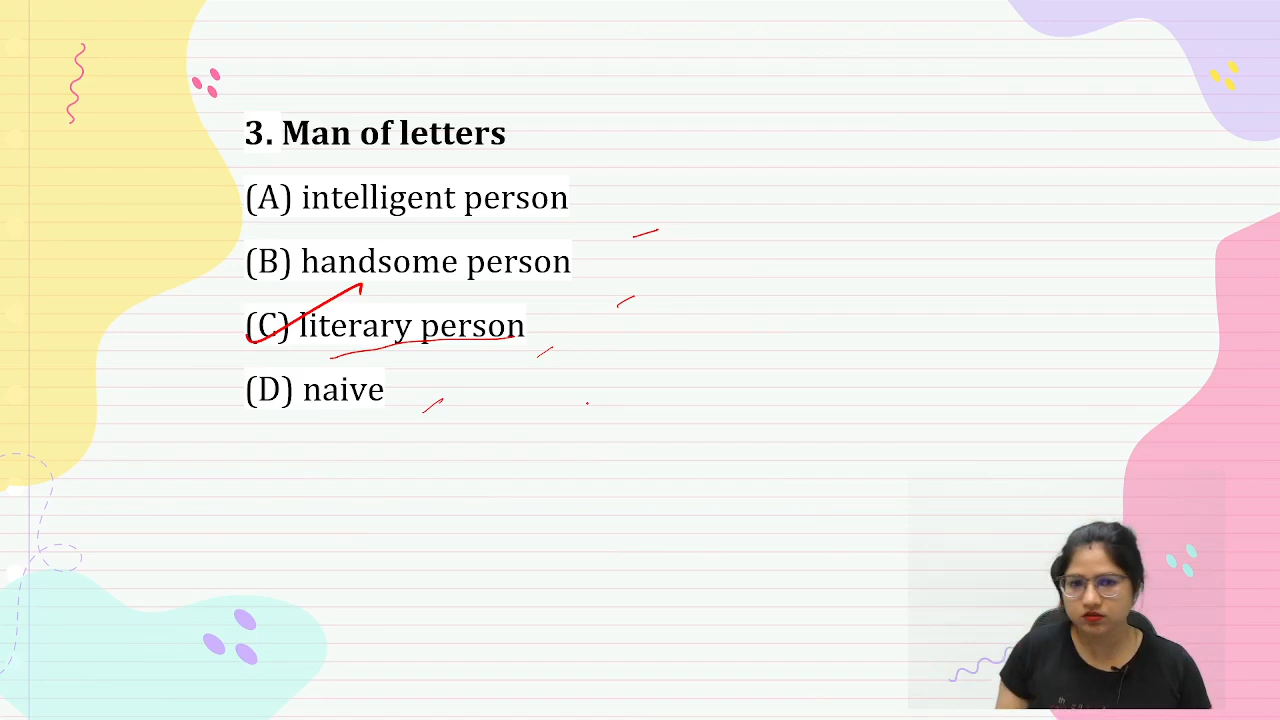 3. Man of letters
(A) intelligent person
(B) handsome person
(C) literary person
(D) naive